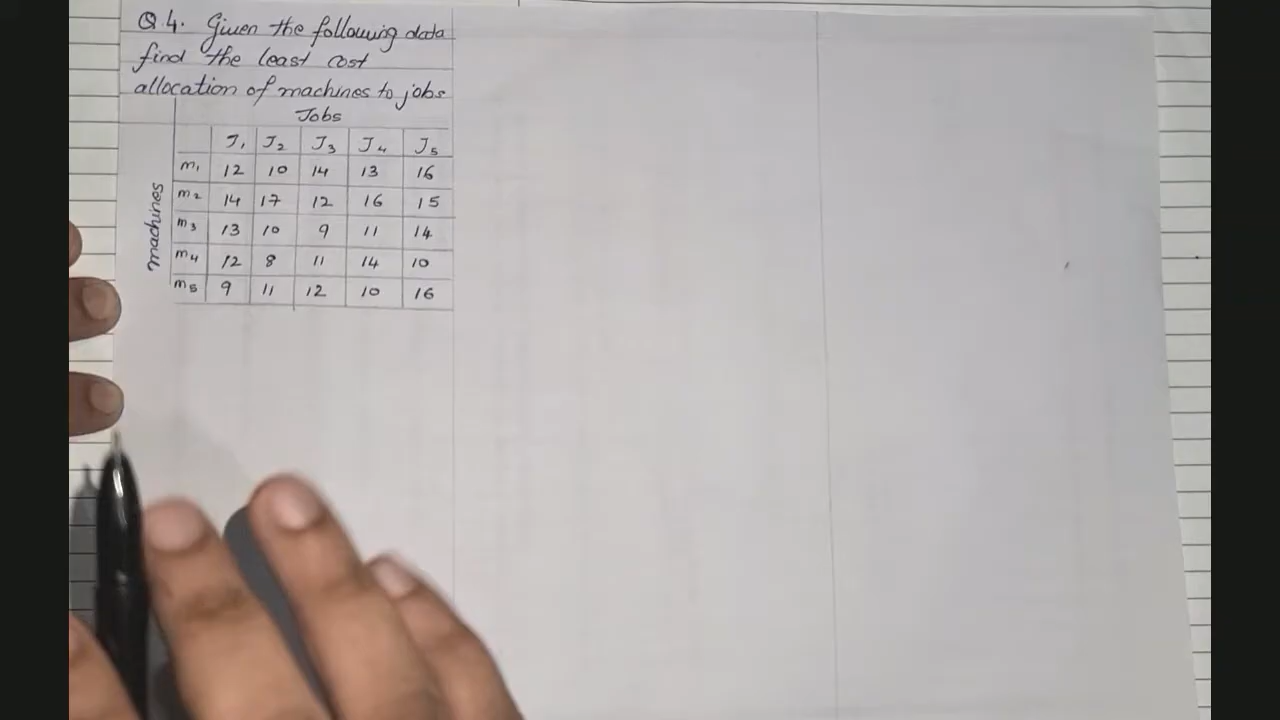 Q.4. Given the following data
find the least cost
allocation of machines to jobs
Jobs
J₁ J₂ J₃ J₄ J₅
machines
m₁ 12 10 14 13 16
m₂ 14 17 12 16 15
m₃ 13 10 9 11 14
m₄ 12 8 11 14 10
m₅ 9 11 12 10 16